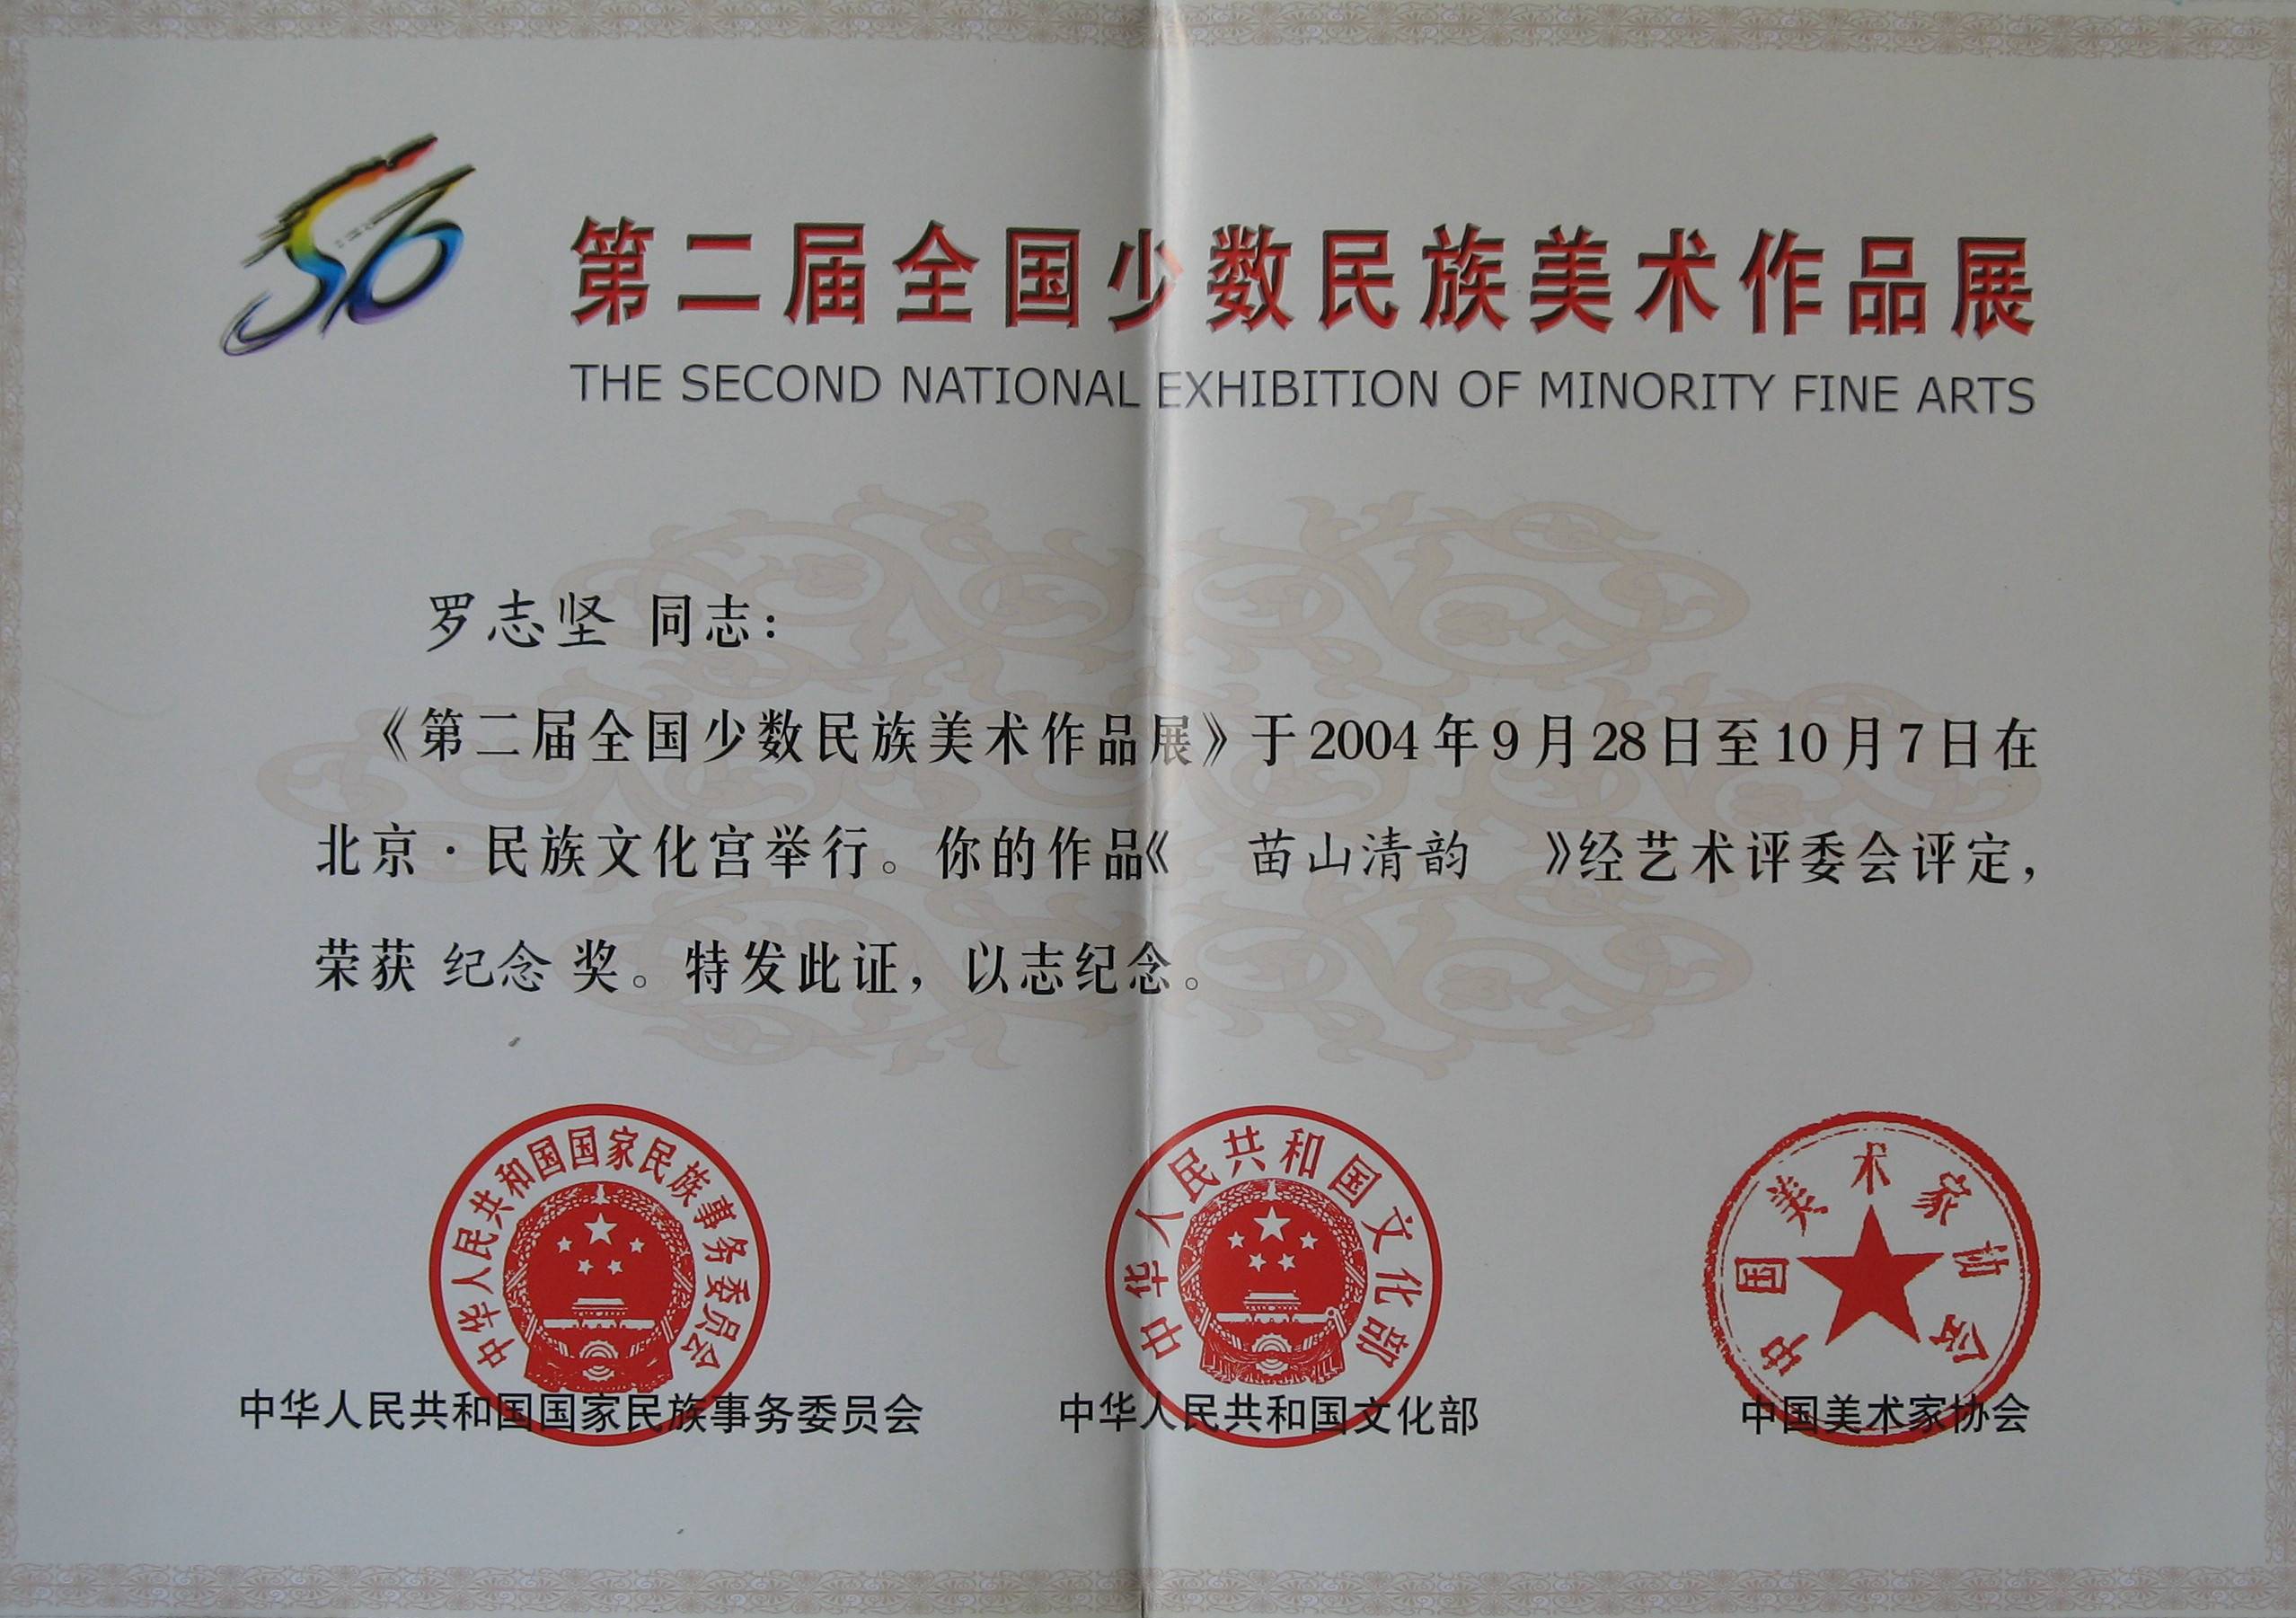 56
第二届全国少数民族美术作品展
THE SECOND NATIONAL EXHIBITION OF MINORITY FINE ARTS
罗志坚 同志：
《第二届全国少数民族美术作品展》于2004年9月28日至10月7日在
北京·民族文化宫举行。你的作品《 苗山清韵 》经艺术评委会评定，
荣获 纪念 奖。特发此证，以志纪念。
中华人民共和国国家民族事务委员会
中华人民共和国文化部
中国美术家协会
中华人民共和国国家民族事务委员会 中华人民共和国文化部 中国美术家协会